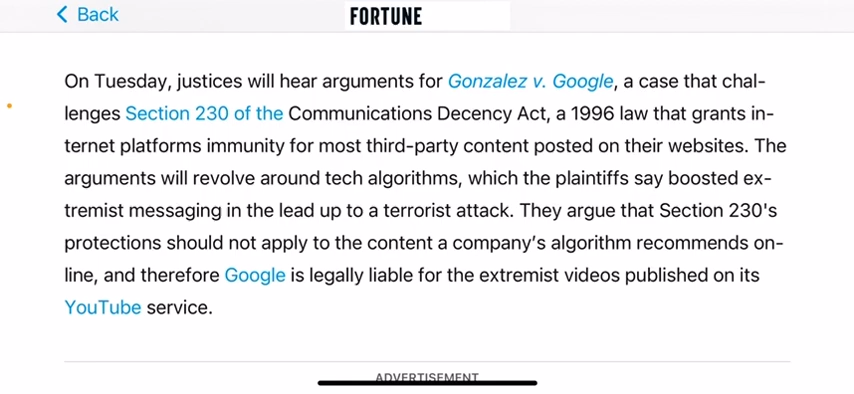 Back
FORTUNE
On Tuesday, justices will hear arguments for Gonzalez v. Google, a case that chal-
lenges Section 230 of the Communications Decency Act, a 1996 law that grants in-
ternet platforms immunity for most third-party content posted on their websites. The
arguments will revolve around tech algorithms, which the plaintiffs say boosted ex-
tremist messaging in the lead up to a terrorist attack. They argue that Section 230's
protections should not apply to the content a company's algorithm recommends on-
line, and therefore Google is legally liable for the extremist videos published on its
YouTube service.
ADVERTISEMENT